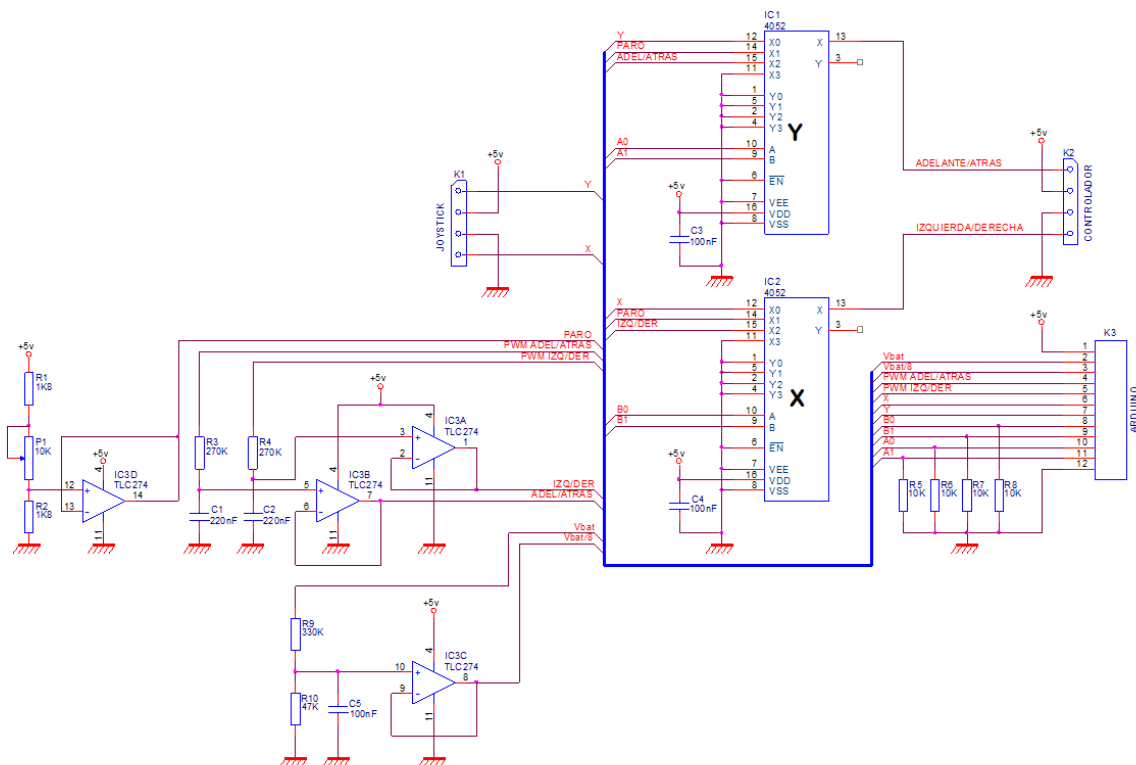 IC1
4052
Y
PARO
ADEL/ATRAS
12
14
15
11
X0
X1
X2
X3
X
Y
13
3
1
5
2
4
Y0
Y1
Y2
Y3
Y
A0
A1
10
9
A
B
6
EN
7
16
8
VEE
VDD
VSS
+5v
C3
100nF
+5v
K1
JOYSTICK
Y
X
ADELANTE/ATRAS
IZQUIERDA/DERECHA
+5v
K2
CONTROLADOR
IC2
4052
X
PARO
IZQ/DER
12
14
15
11
X0
X1
X2
X3
X
Y
13
3
1
5
2
4
Y0
Y1
Y2
Y3
X
B0
B1
10
9
A
B
6
EN
7
16
8
VEE
VDD
VSS
+5v
C4
100nF
PARO
PWM ADEL/ATRAS
PWM IZQ/DER
+5v
R1
1K8
P1
10K
R2
1K8
+5v
IC3D
TLC274
12
13
14
4
11
R3
270K
R4
270K
C1
220nF
C2
220nF
+5v
IC3B
TLC274
5
6
7
4
11
IC3A
TLC274
3
2
1
4
11
IZQ/DER
ADEL/ATRAS
Vbat
Vbat/8
R9
330K
R10
47K
C5
100nF
+5v
IC3C
TLC274
10
9
8
4
11
+5v
K3
ARDUINO
Vbat
Vbat/8
PWM ADEL/ATRAS
PWM IZQ/DER
X
Y
B0
B1
A0
A1
1
2
3
4
5
6
7
8
9
10
11
12
R5
10K
R6
10K
R7
10K
R8
10K